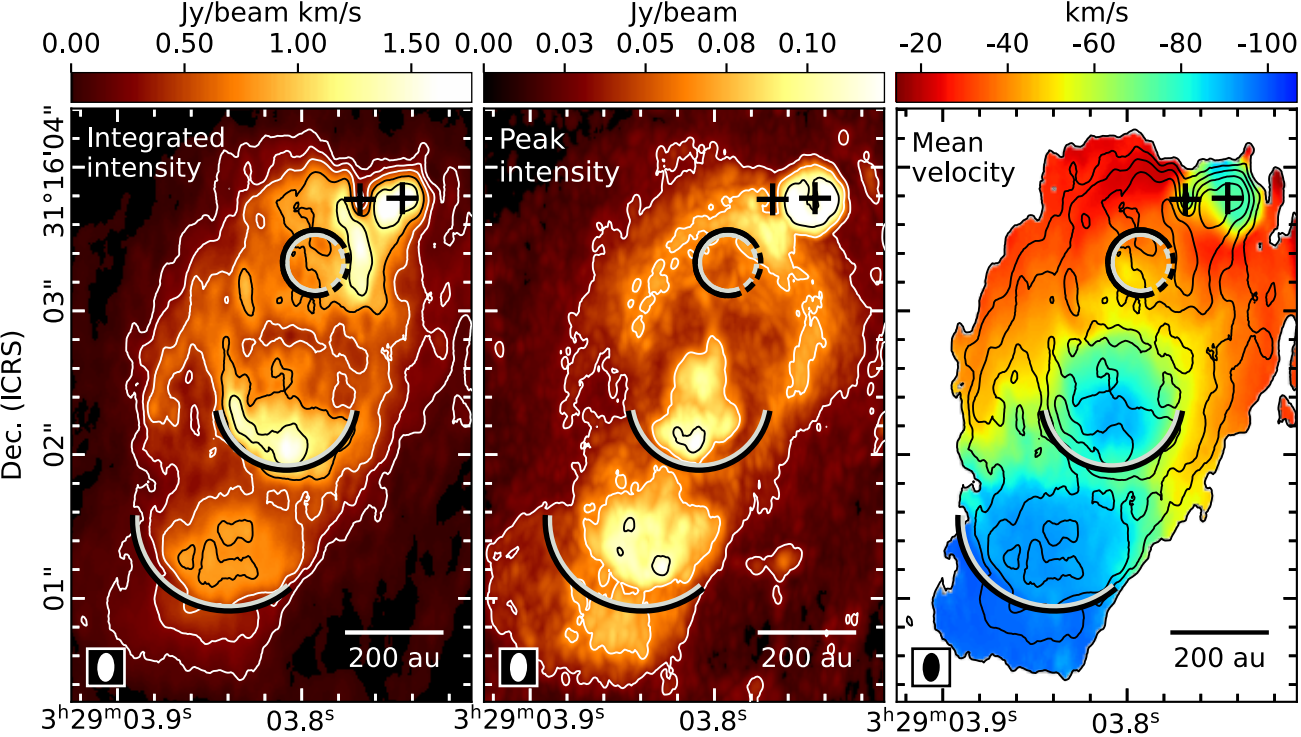 Jy/beam km/s
Jy/beam
km/s
0.00 0.50 1.00 1.50
0.00 0.03 0.05 0.08 0.10
-20 -40 -60 -80 -100
Integrated
intensity
Peak
intensity
Mean
velocity
Dec. (ICRS)
31°16'04"
03"
02"
01"
200 au
200 au
200 au
3ʰ29ᵐ03.9ˢ 03.8ˢ
3ʰ29ᵐ03.9ˢ 03.8ˢ
3ʰ29ᵐ03.9ˢ 03.8ˢ